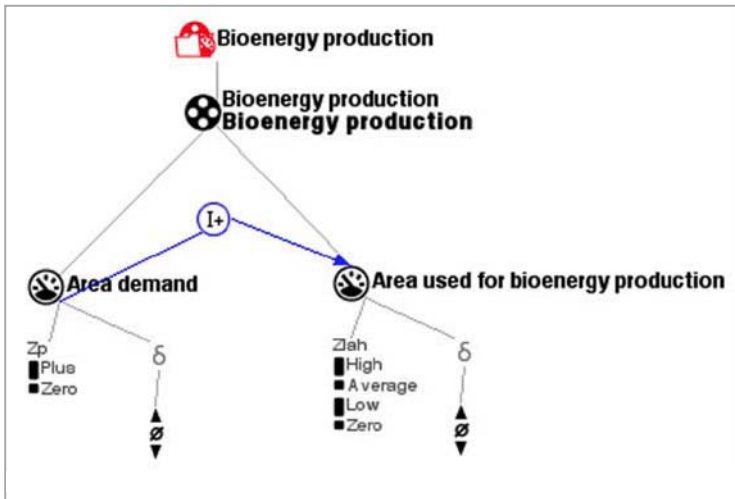 Bioenergy production
Bioenergy production
Bioenergy production
I+
Area demand
Area used for bioenergy production
Zp
Plus
Zero
δ
Ø
Zlah
High
Average
Low
Zero
δ
Ø